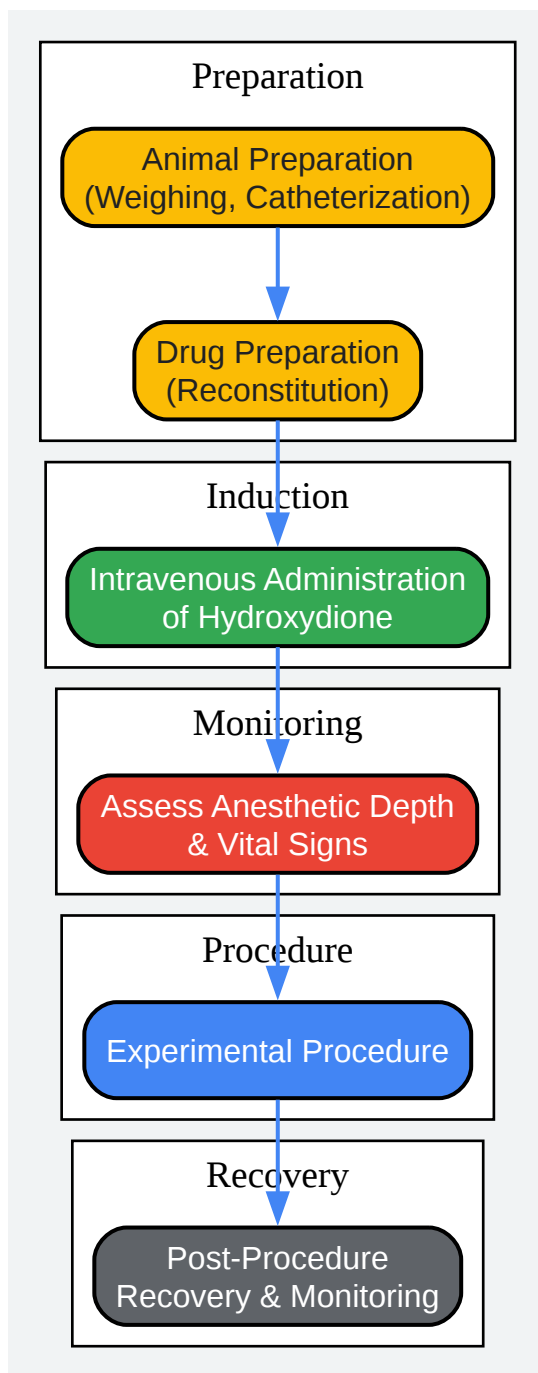 Preparation
Animal Preparation
(Weighing, Catheterization)
Drug Preparation
(Reconstitution)
Induction
Intravenous Administration
of Hydroxydione
Monitoring
Assess Anesthetic Depth
& Vital Signs
Procedure
Experimental Procedure
Recovery
Post-Procedure
Recovery & Monitoring